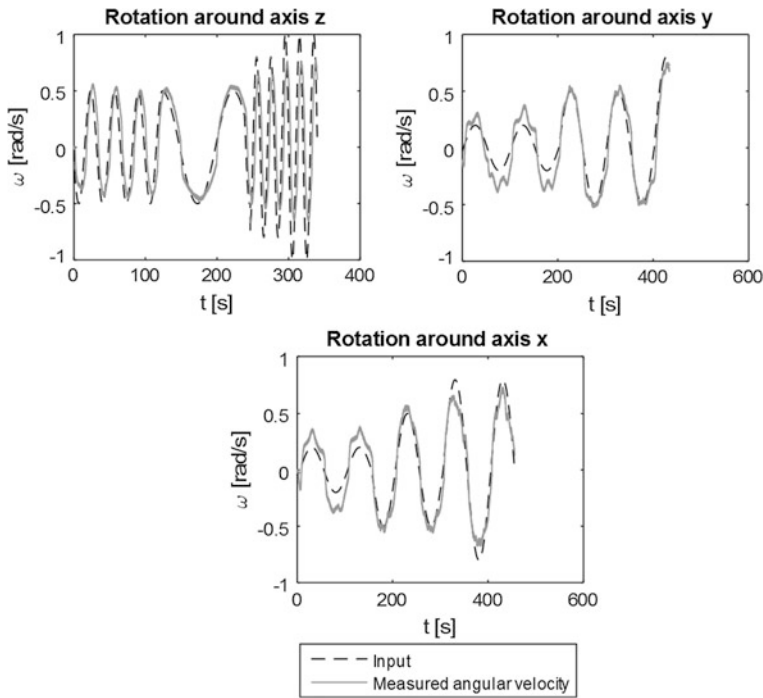 Rotation around axis z
1
0.5
0
-0.5
-1
ω [rad/s]
0 100 200 300 400
t [s]
Rotation around axis y
1
0.5
0
-0.5
-1
ω [rad/s]
0 200 400 600
t [s]
Rotation around axis x
1
0.5
0
-0.5
-1
ω [rad/s]
0 200 400 600
t [s]
Input
Measured angular velocity